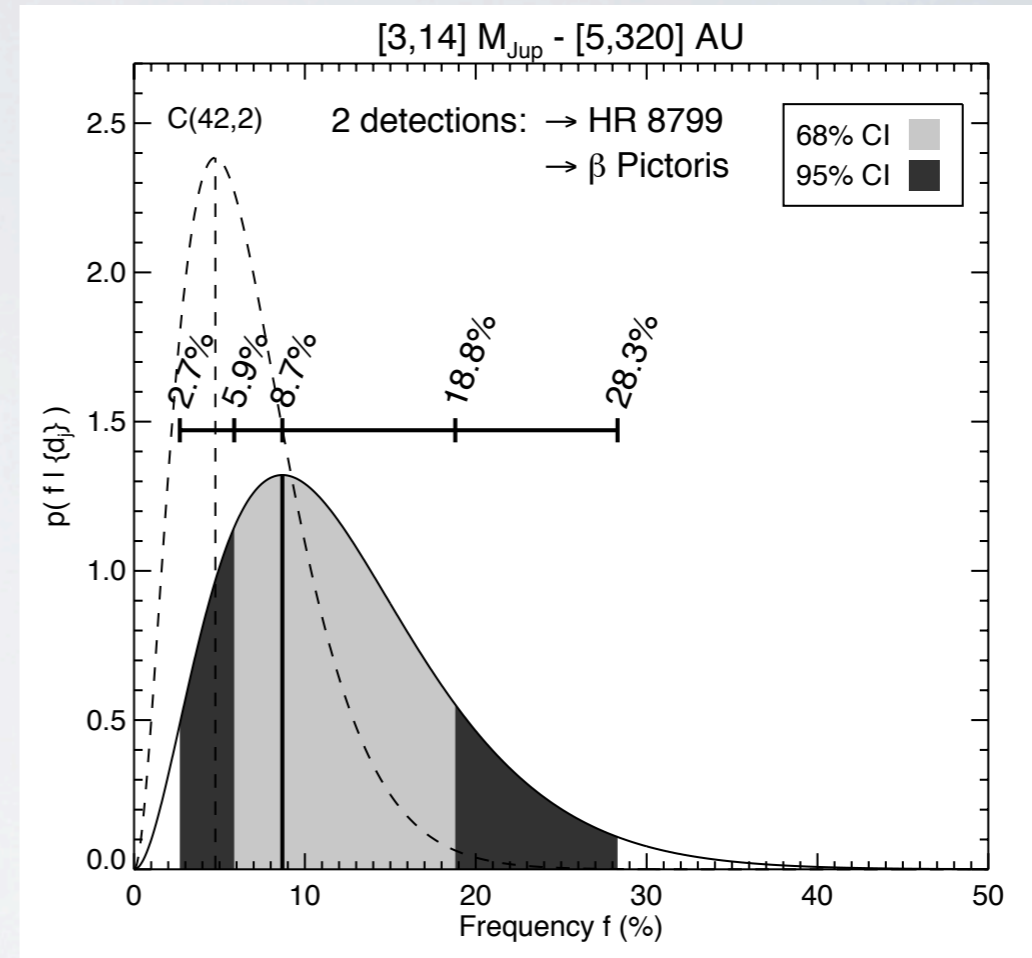 [3,14] M_Jup - [5,320] AU
C(42,2)
2 detections: → HR 8799
→ β Pictoris
68% CI
95% CI
2.7%
5.9%
8.7%
18.8%
28.3%
2.5
2.0
1.5
1.0
0.5
0.0
p( f | {d_j} )
0
10
20
30
40
50
Frequency f (%)